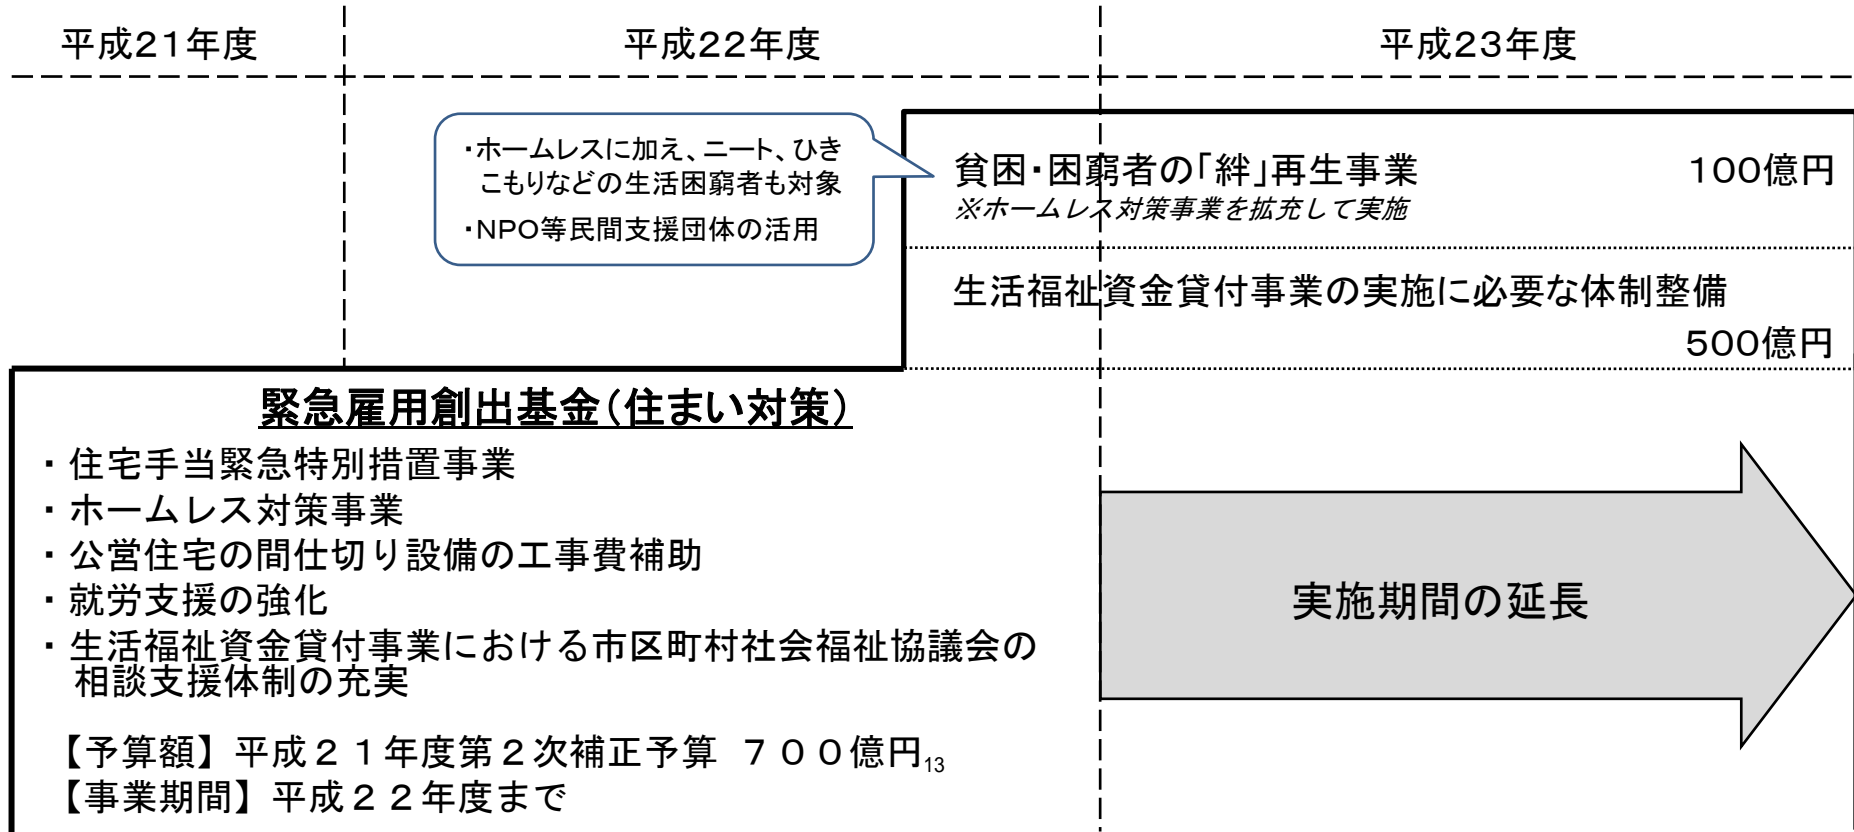 平成21年度
平成22年度
平成23年度
・ホームレスに加え、ニート、ひき
こもりなどの生活困窮者も対象
・NPO等民間支援団体の活用
貧困・困窮者の「絆」再生事業 100億円
※ホームレス対策事業を拡充して実施
生活福祉資金貸付事業の実施に必要な体制整備
500億円
緊急雇用創出基金(住まい対策)
・住宅手当緊急特別措置事業
・ホームレス対策事業
・公営住宅の間仕切り設備の工事費補助
・就労支援の強化
・生活福祉資金貸付事業における市区町村社会福祉協議会の
相談支援体制の充実
【予算額】平成21年度第2次補正予算 700億円
13
【事業期間】平成22年度まで
実施期間の延長